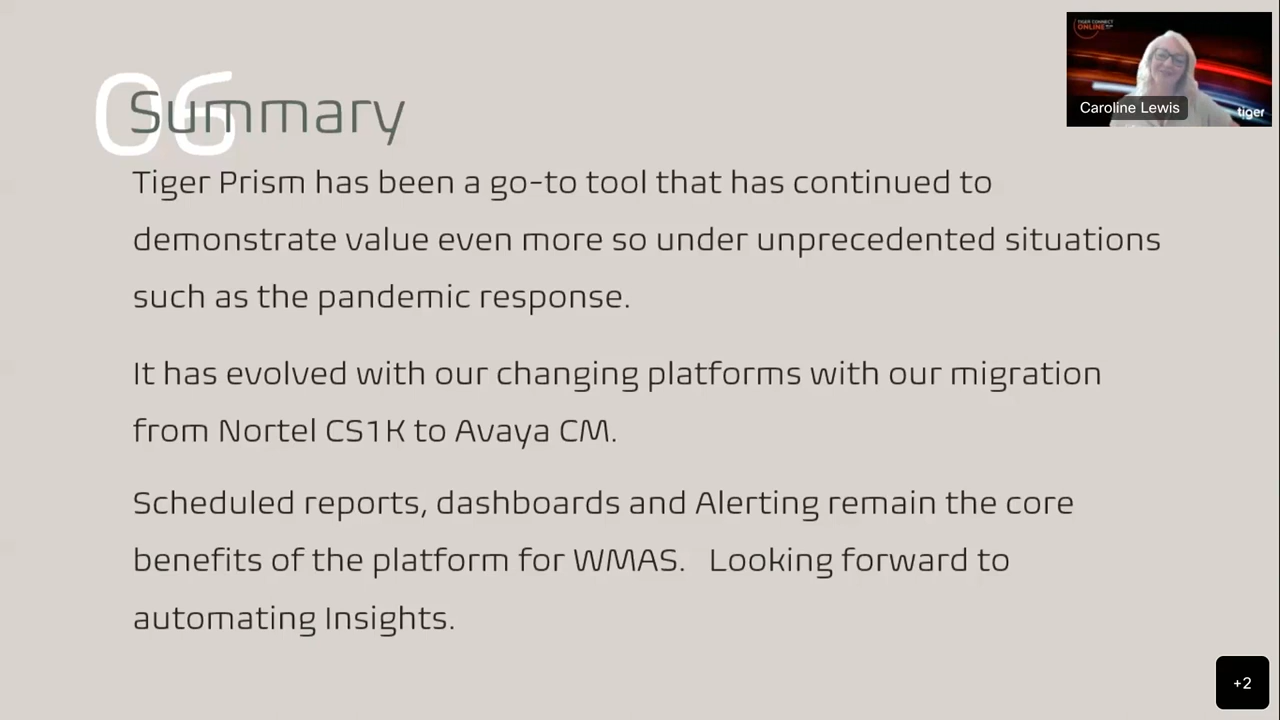 06
Summary
Tiger Prism has been a go-to tool that has continued to
demonstrate value even more so under unprecedented situations
such as the pandemic response.
It has evolved with our changing platforms with our migration
from Nortel CS1K to Avaya CM.
Scheduled reports, dashboards and Alerting remain the core
benefits of the platform for WMAS. Looking forward to
automating Insights.
TIGER CONNECT
ONLINE
Caroline Lewis
tiger
+2